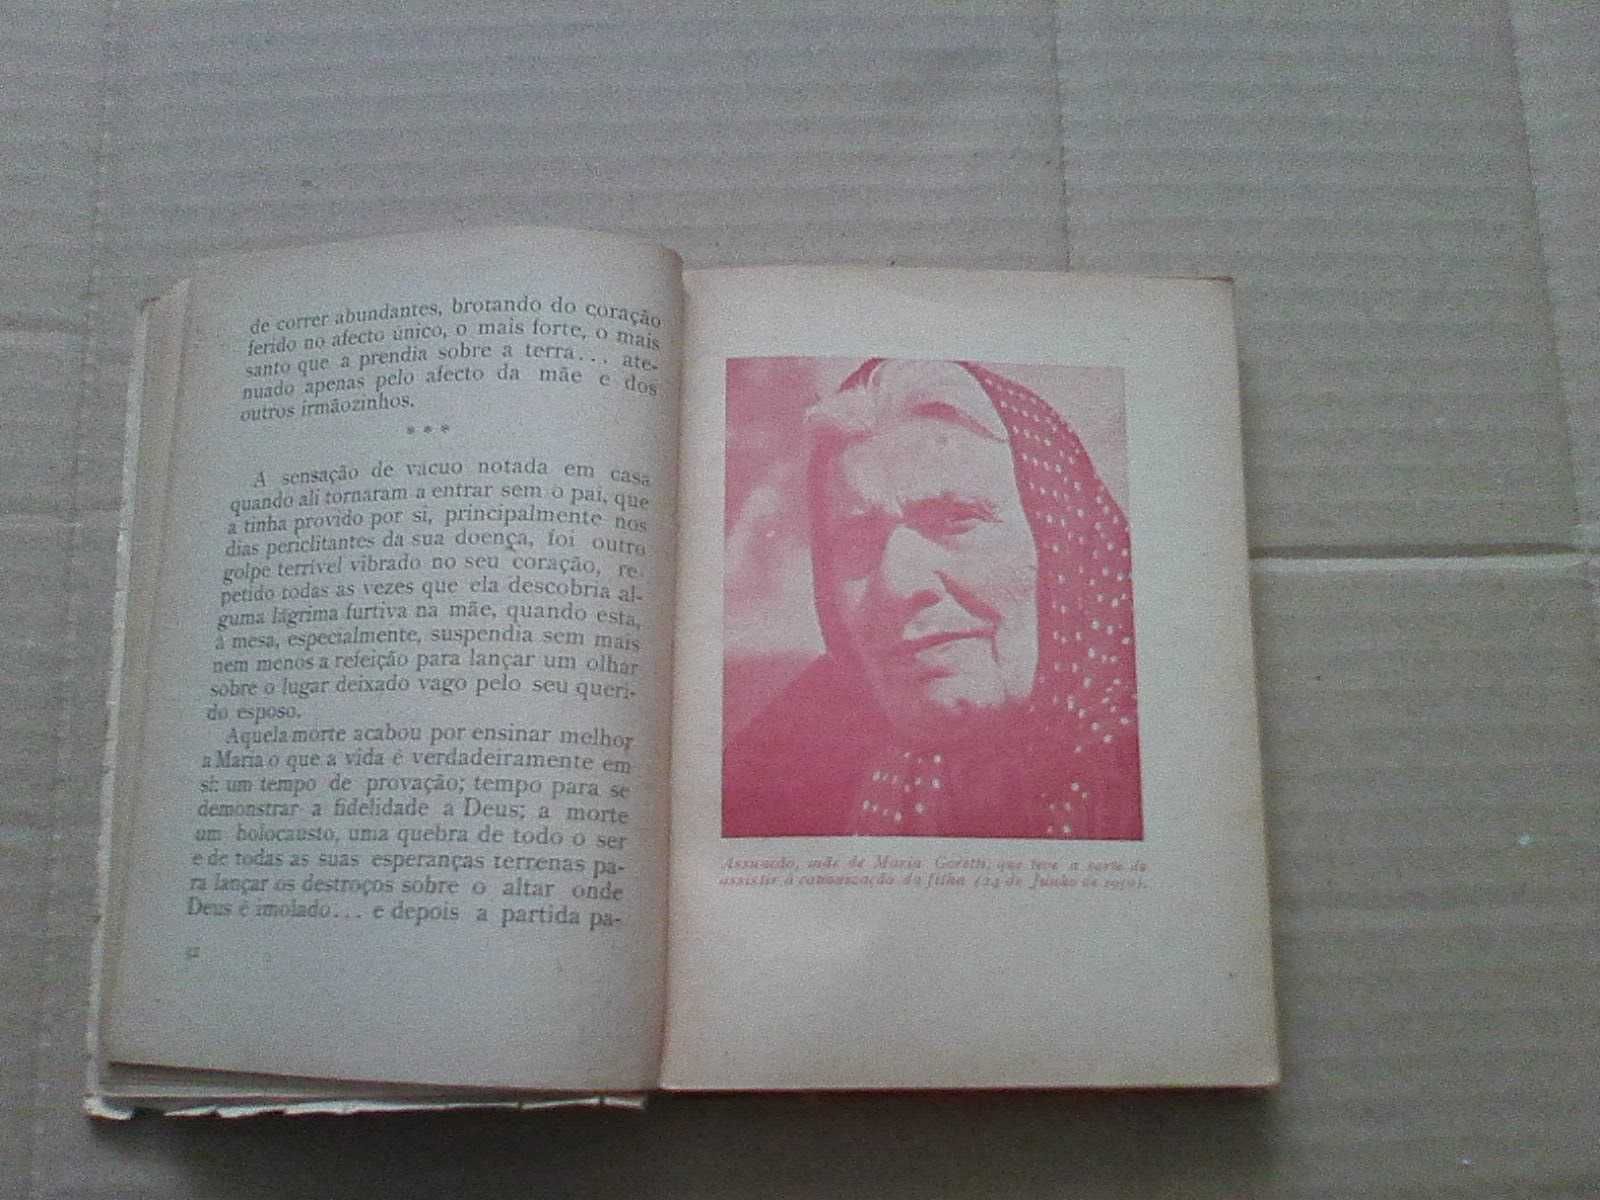 de correr abundantes, brotando do coração
ferido no afecto único, o mais forte, o mais
santo que a prendia sobre a terra... ate-
nuado apenas pelo afecto da mãe e dos
outros irmãozinhos.
* * *
A sensação de vácuo notada em casa
quando ali tornaram a entrar sem o pai, que
a tinha provido por si, principalmente nos
dias periclitantes da sua doença, foi outro
golpe terrível vibrado no seu coração, re-
petido todas as vezes que ela descobria al-
guma lágrima furtiva na mãe, quando esta,
à mesa, especialmente, suspendia sem mais
nem menos a refeição para lançar um olhar
sobre o lugar deixado vago pelo seu queri-
do esposo.
Aquela morte acabou por ensinar melhor
a Maria o que a vida é verdadeiramente em
si: um tempo de provação; tempo para se
demonstrar a fidelidade a Deus; a morte
um holocausto, uma quebra de todo o ser
e de todas as suas esperanças terrenas pa-
ra lançar os destroços sobre o altar onde
Deus é imolado... e depois a partida pa-
Assunção, mãe de Maria Goretti, que teve a sorte de
assistir à canonização da filha (24 de Junho de 1950).